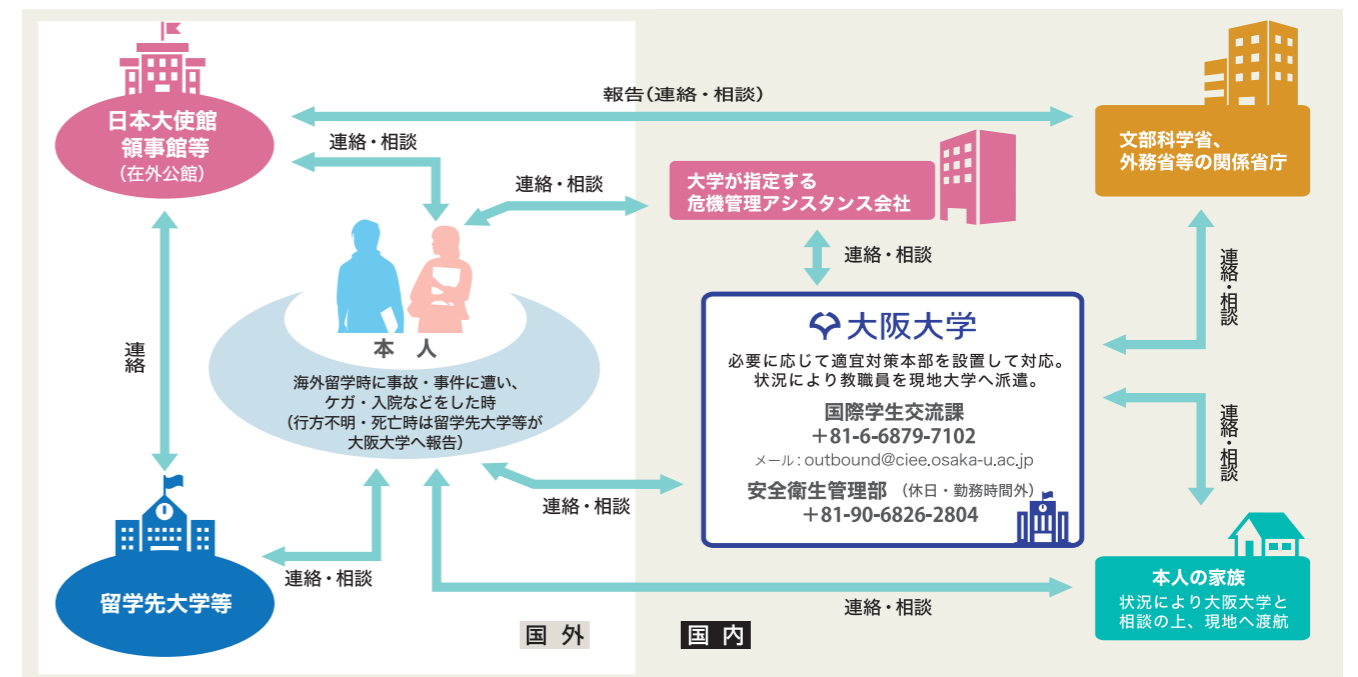 日本大使館
領事館等
（在外公館）
報告（連絡・相談）
連絡・相談
文部科学省、
外務省等の関係省庁
連絡・相談
大学が指定する
危機管理アシスタンス会社
連絡・相談
連絡・相談
連絡
本 人
海外留学時に事故・事件に遭い、
ケガ・入院などをした時
（行方不明・死亡時は留学先大学等が
大阪大学へ報告）
大阪大学
必要に応じて適宜対策本部を設置して対応。
状況により教職員を現地大学へ派遣。
国際学生交流課
＋81-6-6879-7102
メール：outbound@ciee.osaka-u.ac.jp
安全衛生管理部 （休日・勤務時間外）
＋81-90-6826-2804
連絡・相談
連絡・相談
連絡・相談
留学先大学等
連絡・相談
本人の家族
状況により大阪大学と
相談の上、現地へ渡航
国 外
国 内